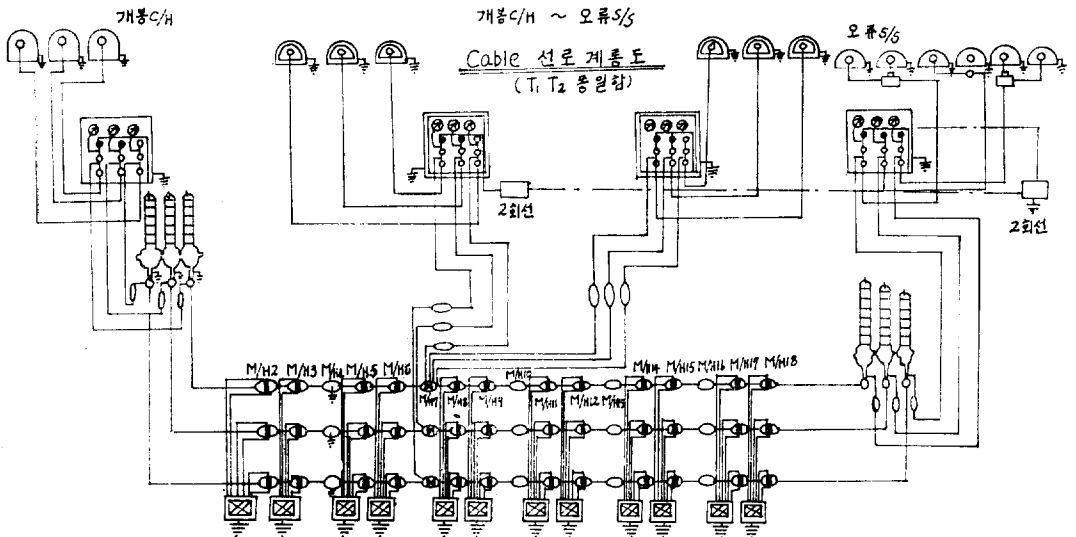 개봉C/H
개봉C/H ~ 오류S/S
오류S/S
Cable 선로 계통도
(T₁ T₂ 동일함)
2회선
2회선
M/H2 M/H3 M/H4 M/H5 M/H6
M/H7 M/H8 M/H9 M/H10 M/H11 M/H12
M/H14 M/H15 M/H16 M/H17 M/H18